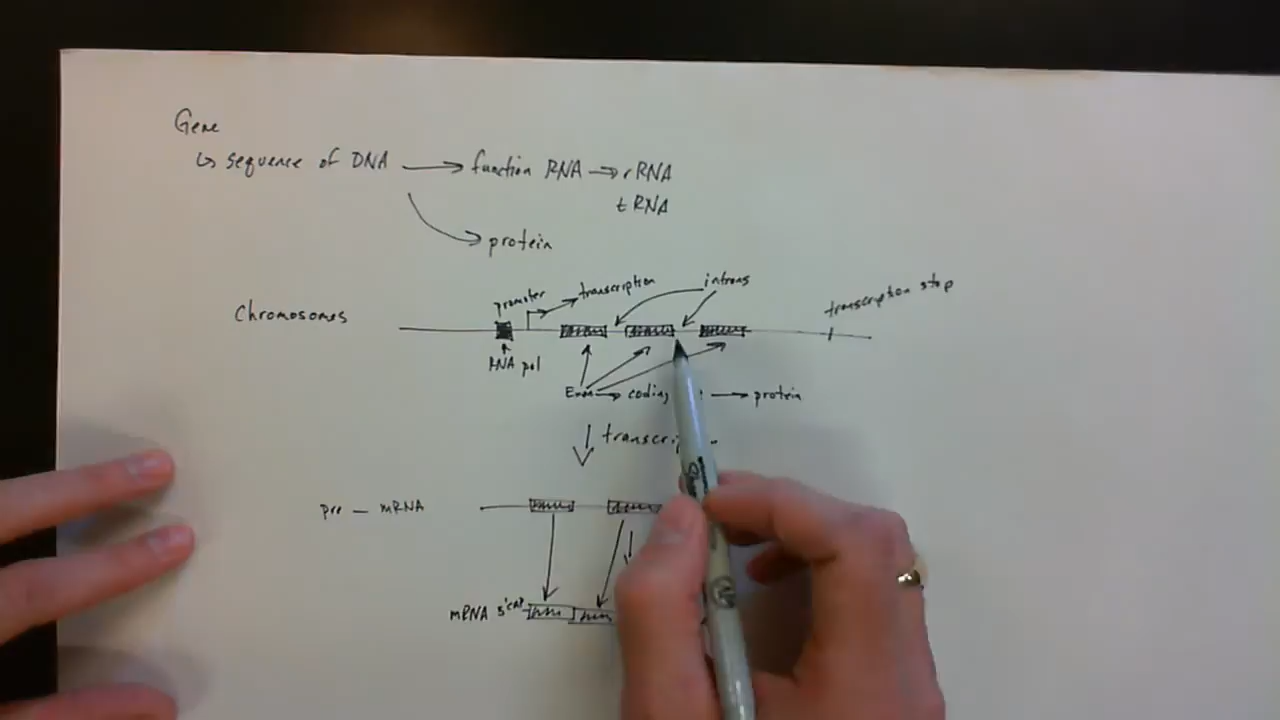 Gene
↳ sequence of DNA → function RNA → rRNA
tRNA
protein
promoter transcription introns transcription stop
Chromosomes
RNA pol
Exon → coding → protein
↓ transcrip
pre - mRNA
mRNA 5'cap